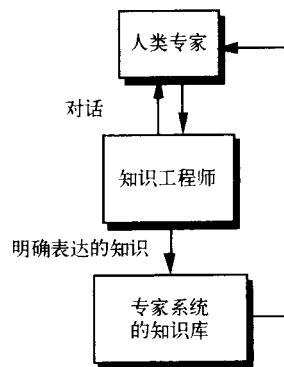 人类专家
对话
知识工程师
明确表达的知识
专家系统
的知识库